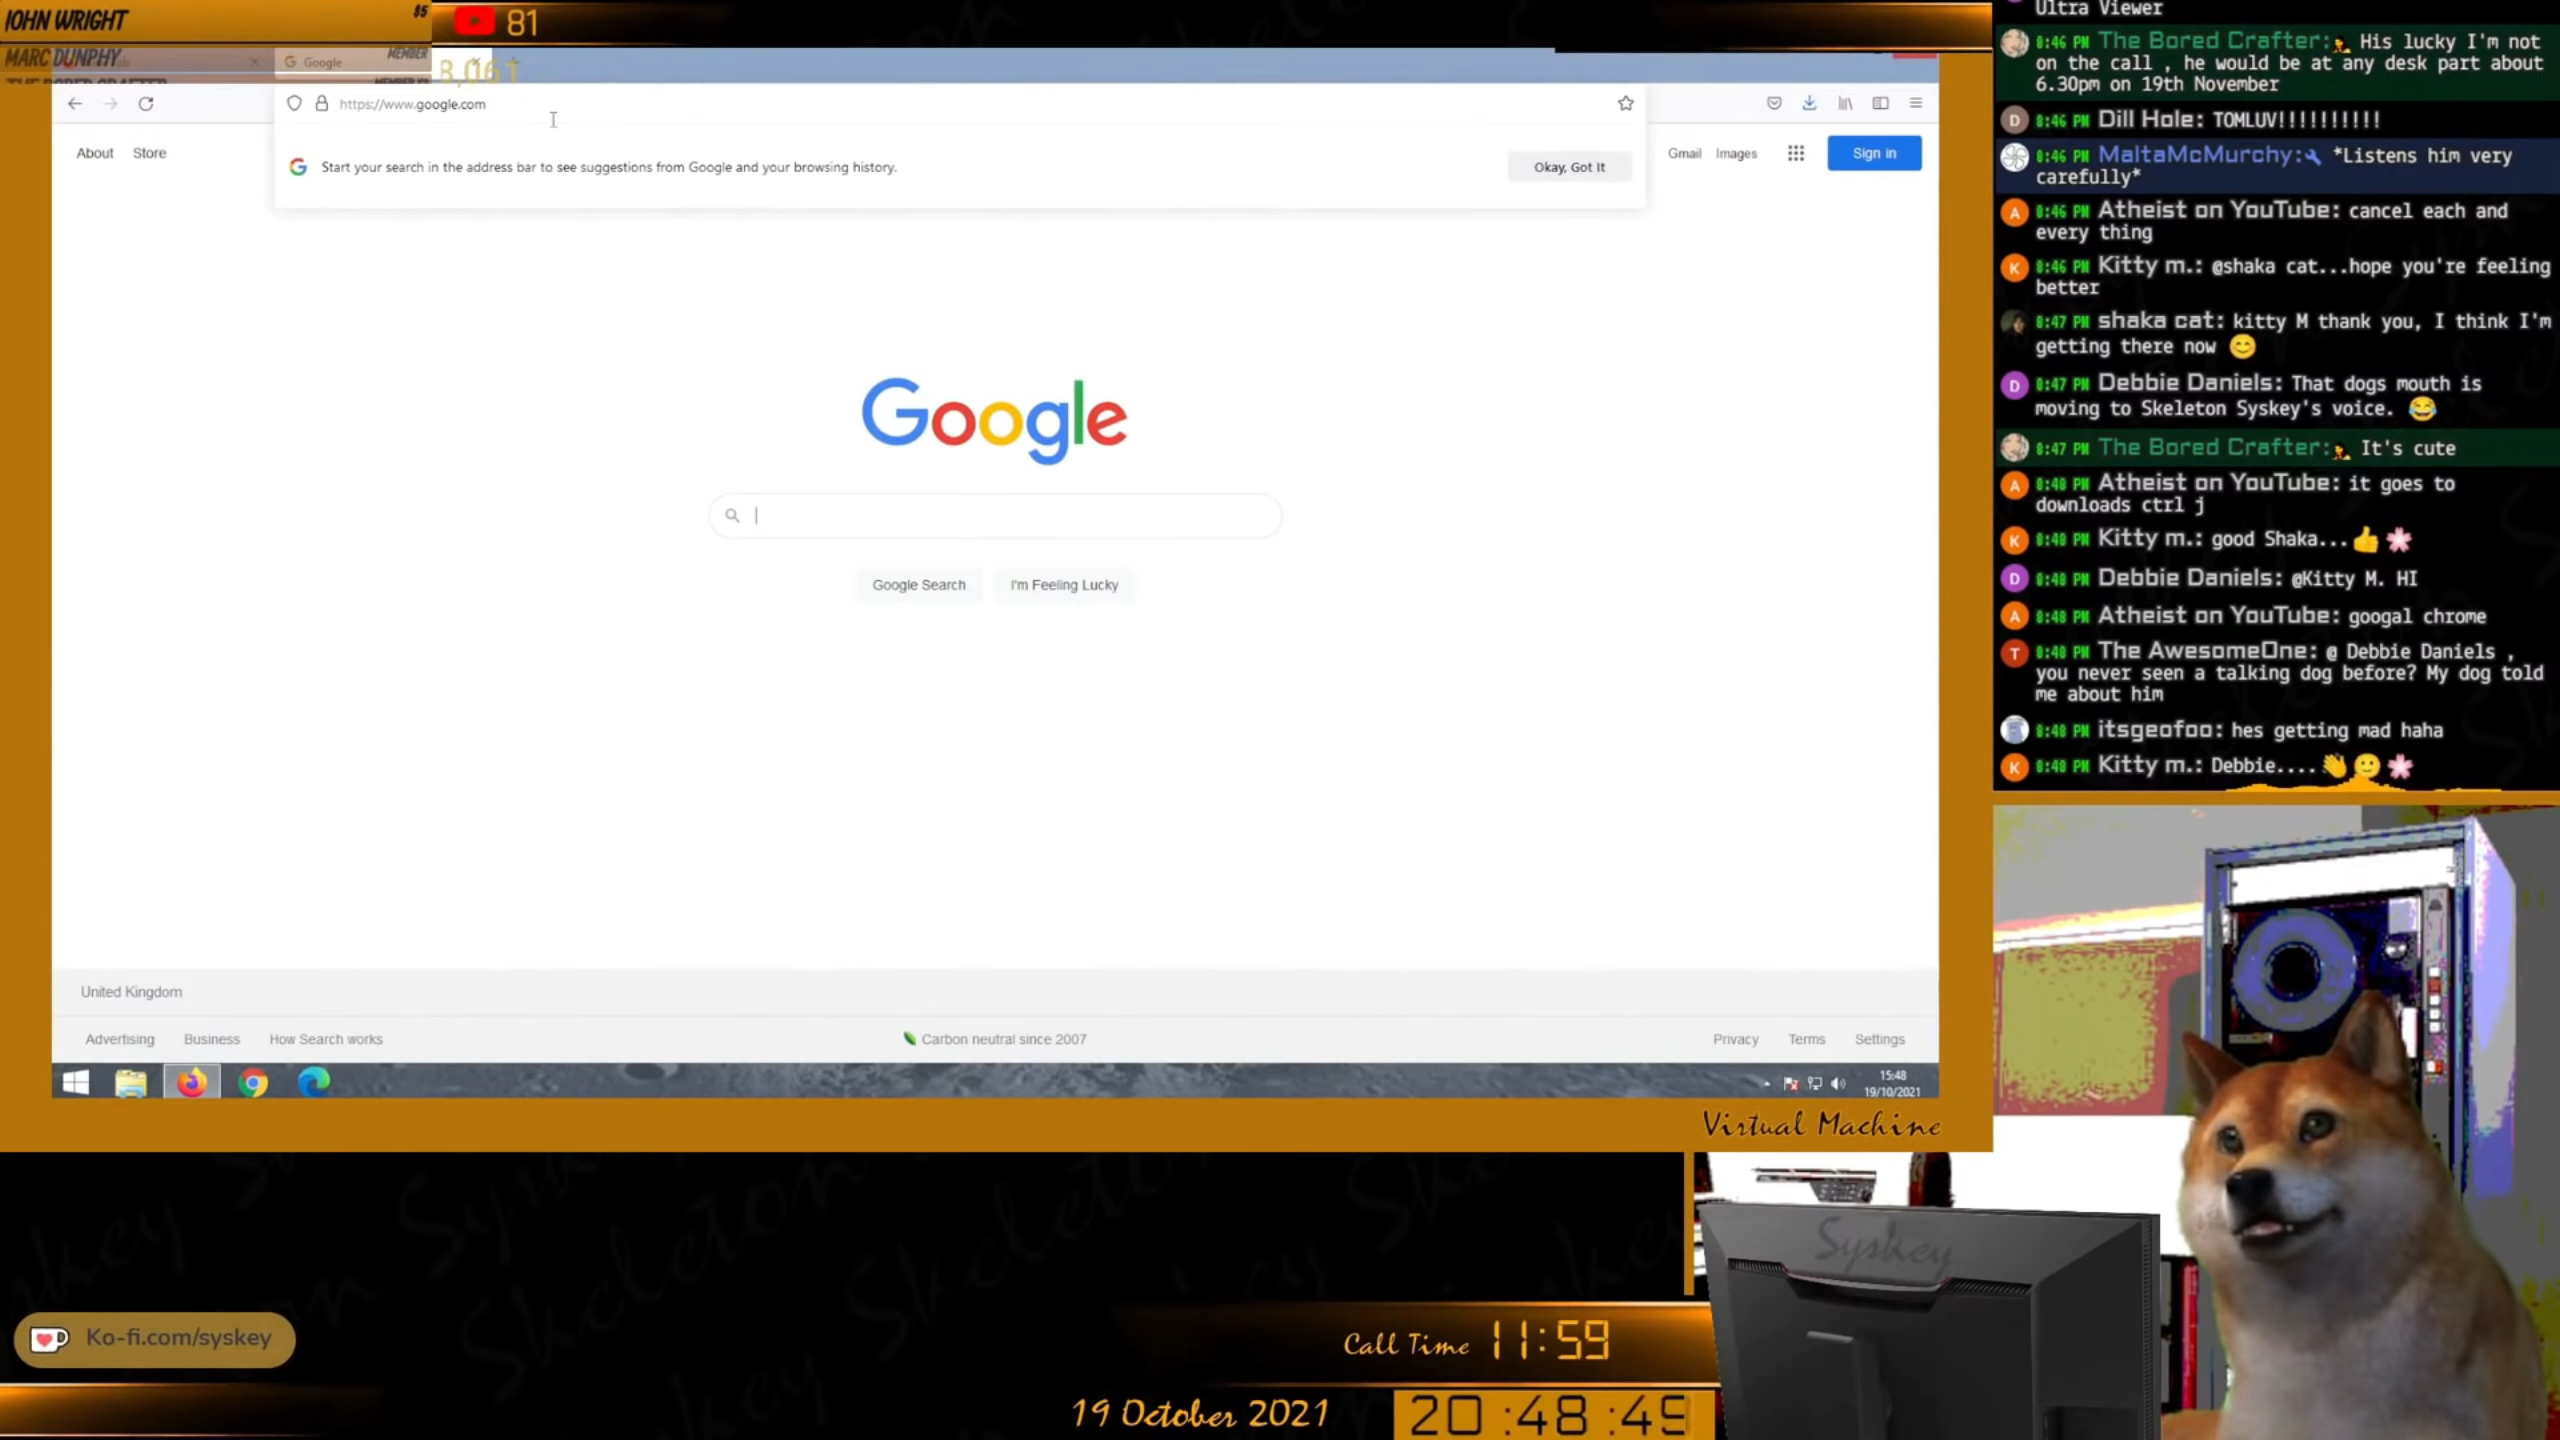 IOHN WRIGHT
$5
81
MARC DUNPHY
MEMBER
Google
8,061
https://www.google.com
Start your search in the address bar to see suggestions from Google and your browsing history.
Okay, Got It
About
Store
Gmail
Images
Sign in
Google
Google Search
I'm Feeling Lucky
United Kingdom
Advertising
Business
How Search works
Carbon neutral since 2007
Privacy
Terms
Settings
15:48
19/10/2021
Virtual Machine
Ultra Viewer
8:46 PM The Bored Crafter: His lucky I'm not
on the call , he would be at any desk part about
6.30pm on 19th November
D 8:46 PM Dill Hole: TOMLUV!!!!!!!!!!
8:46 PM MaltaMcMurchy: *Listens him very
carefully*
A 8:46 PM Atheist on YouTube: cancel each and
every thing
K 8:46 PM Kitty m.: @shaka cat...hope you're feeling
better
8:47 PM shaka cat: kitty M thank you, I think I'm
getting there now 😊
D 8:47 PM Debbie Daniels: That dogs mouth is
moving to Skeleton Syskey's voice. 😂
8:47 PM The Bored Crafter: It's cute
A 8:48 PM Atheist on YouTube: it goes to
downloads ctrl j
K 8:48 PM Kitty m.: good Shaka...👍🌸
D 8:48 PM Debbie Daniels: @Kitty M. HI
A 8:48 PM Atheist on YouTube: googal chrome
T 8:48 PM The AwesomeOne: @ Debbie Daniels ,
you never seen a talking dog before? My dog told
me about him
8:48 PM itsgeofoo: hes getting mad haha
K 8:48 PM Kitty m.: Debbie....👋🙂🌸
Syskey
Ko-fi.com/syskey
Call Time 11:59
19 October 2021
20:48:49